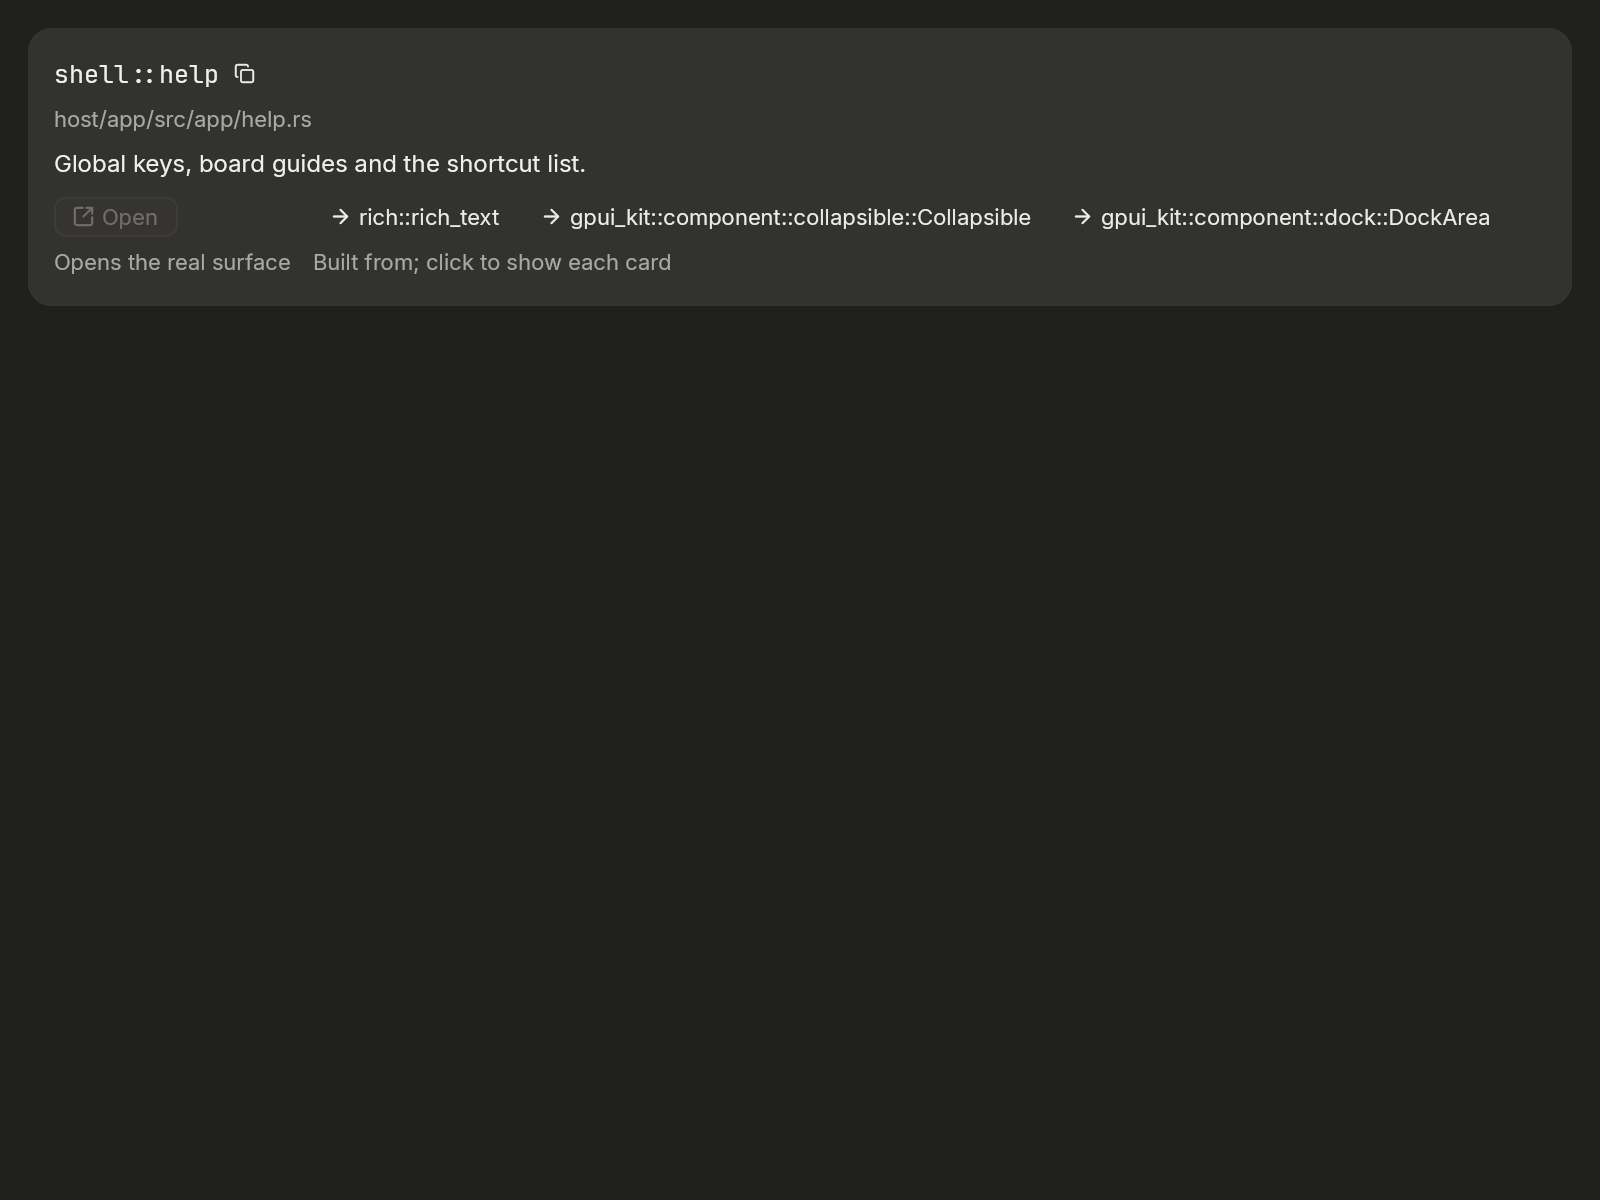 shell::help
host/app/src/app/help.rs
Global keys, board guides and the shortcut list.
Open → rich::rich_text → gpui_kit::component::collapsible::Collapsible → gpui_kit::component::dock::DockArea
Opens the real surface Built from; click to show each card